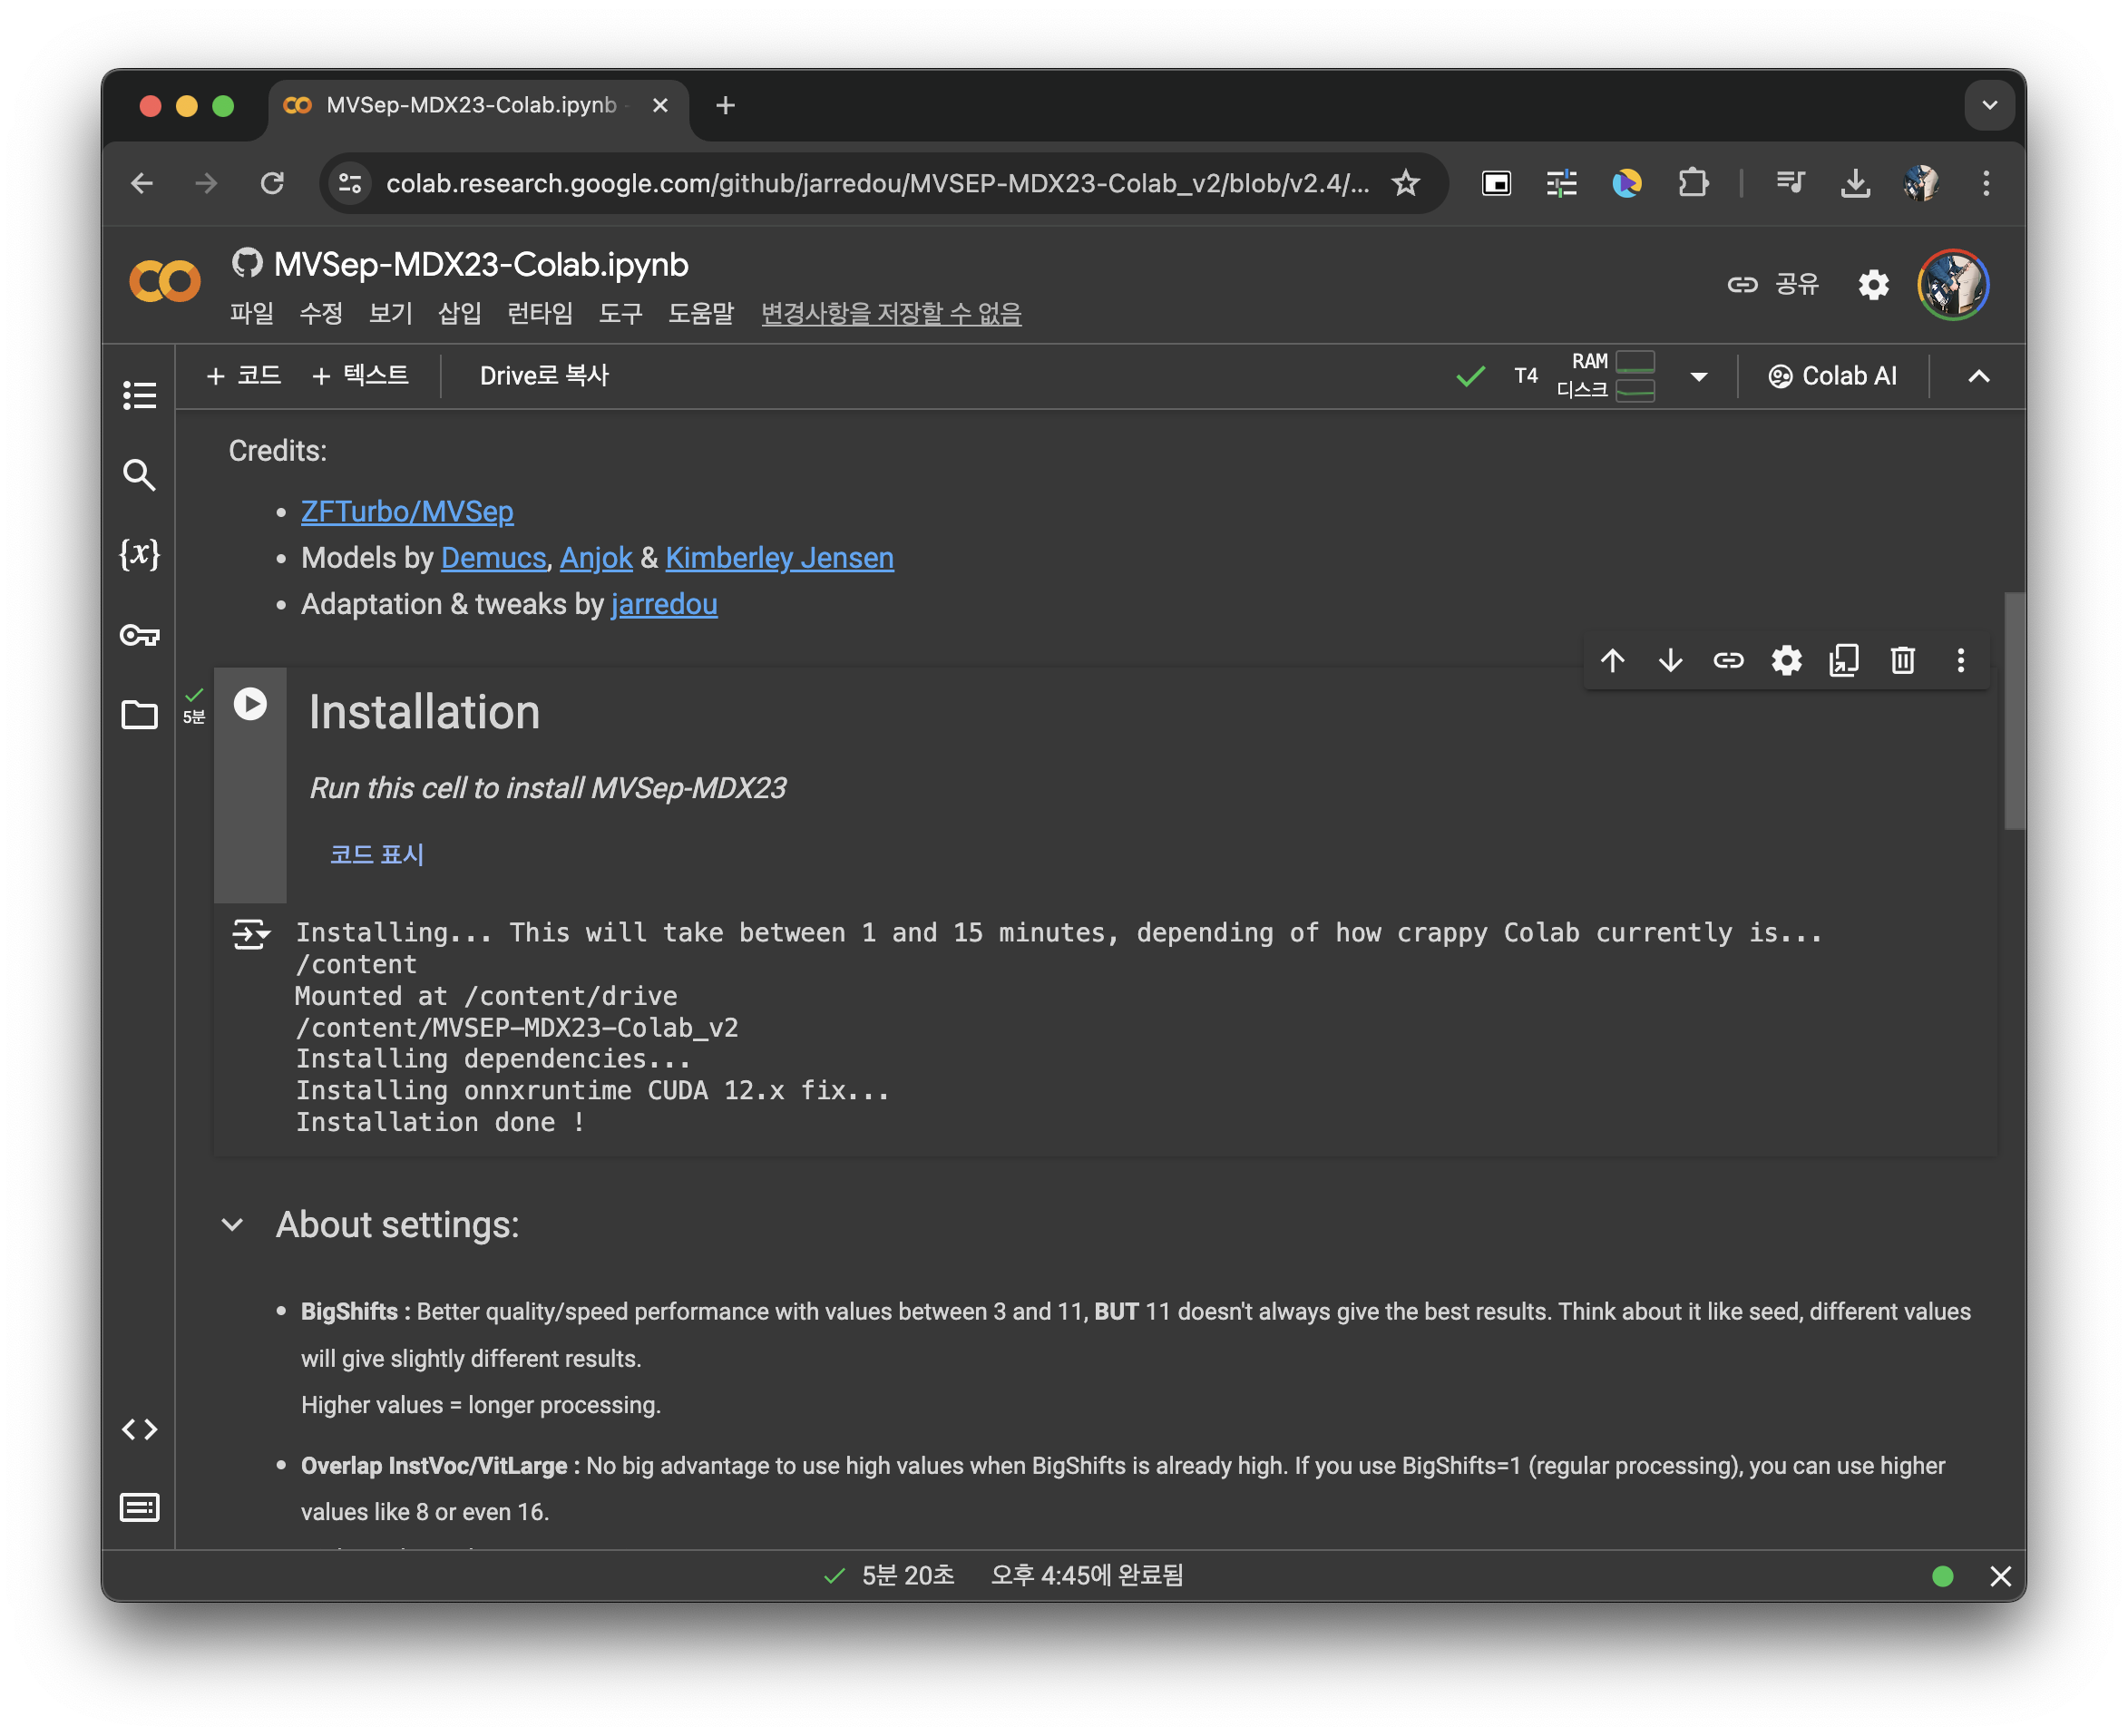 MVSep-MDX23-Colab.ipynb
colab.research.google.com/github/jarredou/MVSEP-MDX23-Colab_v2/blob/v2.4/...
MVSep-MDX23-Colab.ipynb
공유
파일 수정 보기 삽입 런타임 도구 도움말 변경사항을 저장할 수 없음
+ 코드 + 텍스트 Drive로 복사 T4 RAM 디스크 Colab AI
Credits:
• ZFTurbo/MVSep
{x}
• Models by Demucs, Anjok & Kimberley Jensen
• Adaptation & tweaks by jarredou
5분
Installation
Run this cell to install MVSep-MDX23
코드 표시
Installing... This will take between 1 and 15 minutes, depending of how crappy Colab currently is...
/content
Mounted at /content/drive
/content/MVSEP-MDX23-Colab_v2
Installing dependencies...
Installing onnxruntime CUDA 12.x fix...
Installation done !
About settings:
• BigShifts : Better quality/speed performance with values between 3 and 11, BUT 11 doesn't always give the best results. Think about it like seed, different values
will give slightly different results.
Higher values = longer processing.
• Overlap InstVoc/VitLarge : No big advantage to use high values when BigShifts is already high. If you use BigShifts=1 (regular processing), you can use higher
values like 8 or even 16.
5분 20초 오후 4:45에 완료됨